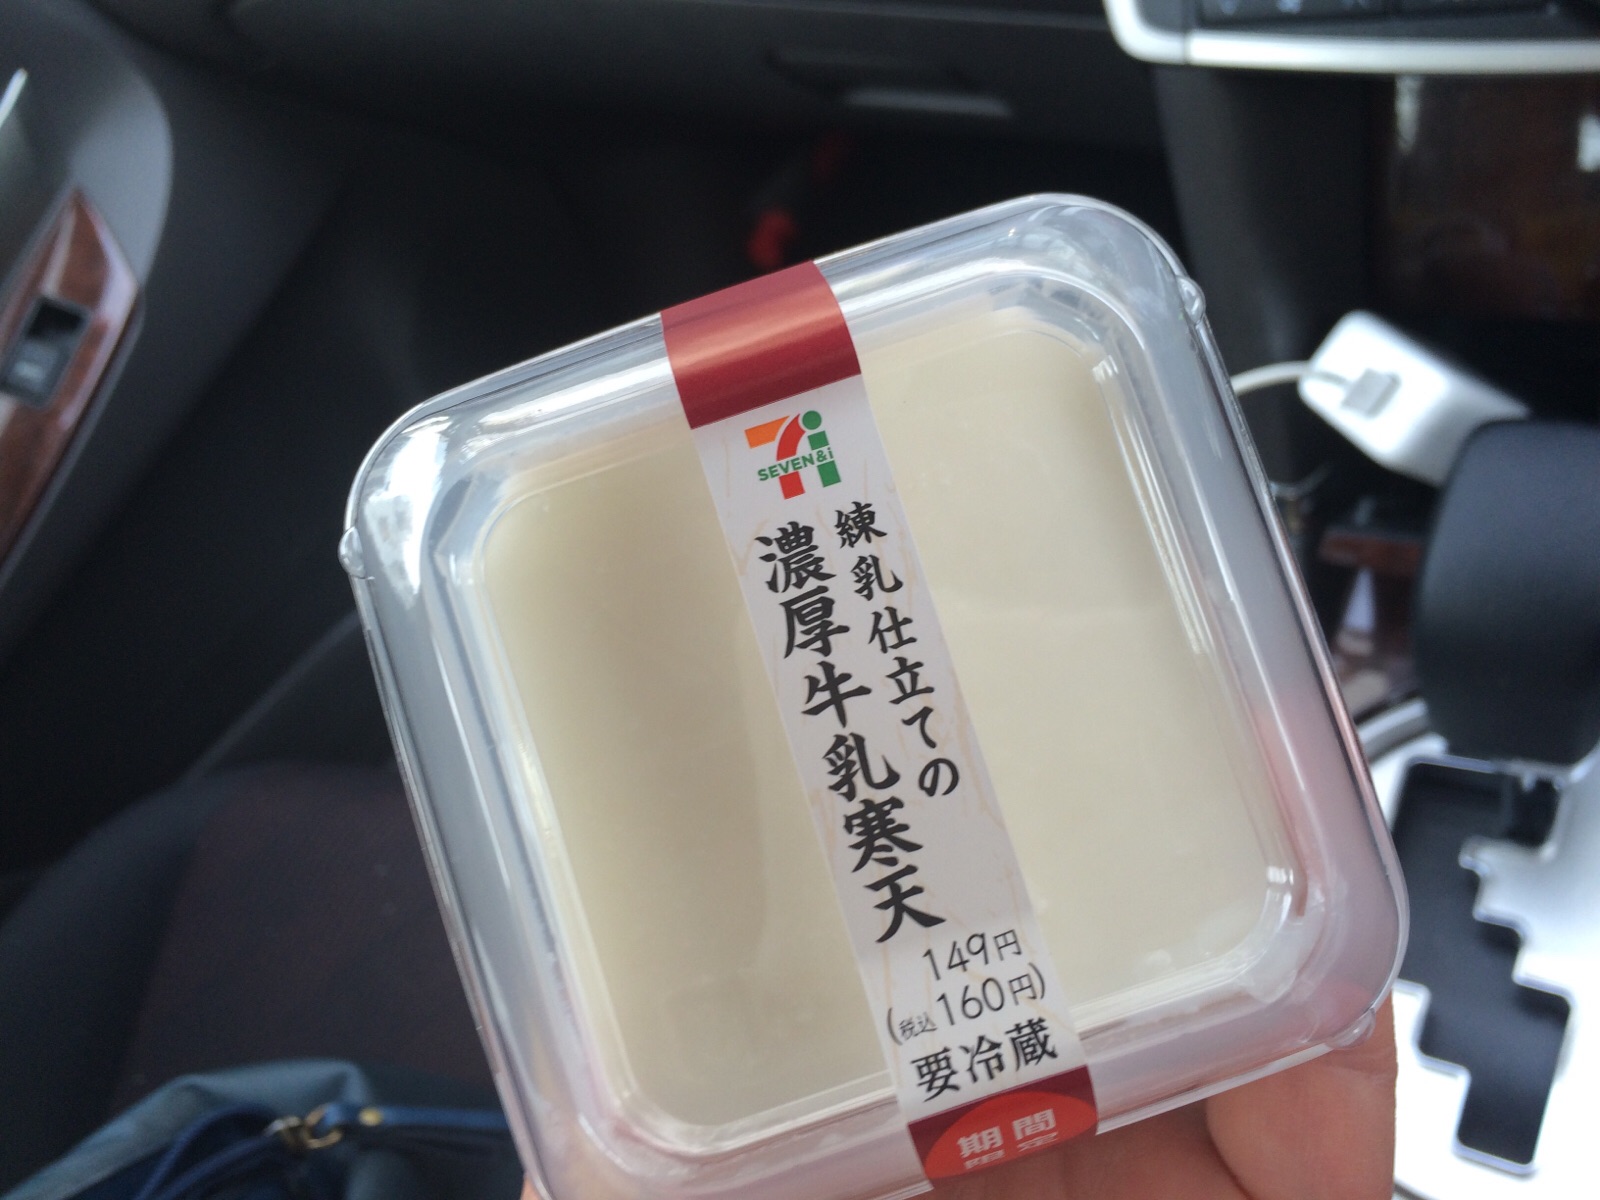 SEVEN&i
練乳仕立ての
濃厚牛乳寒天
149円
(税込160円)
要冷蔵
期間
限定